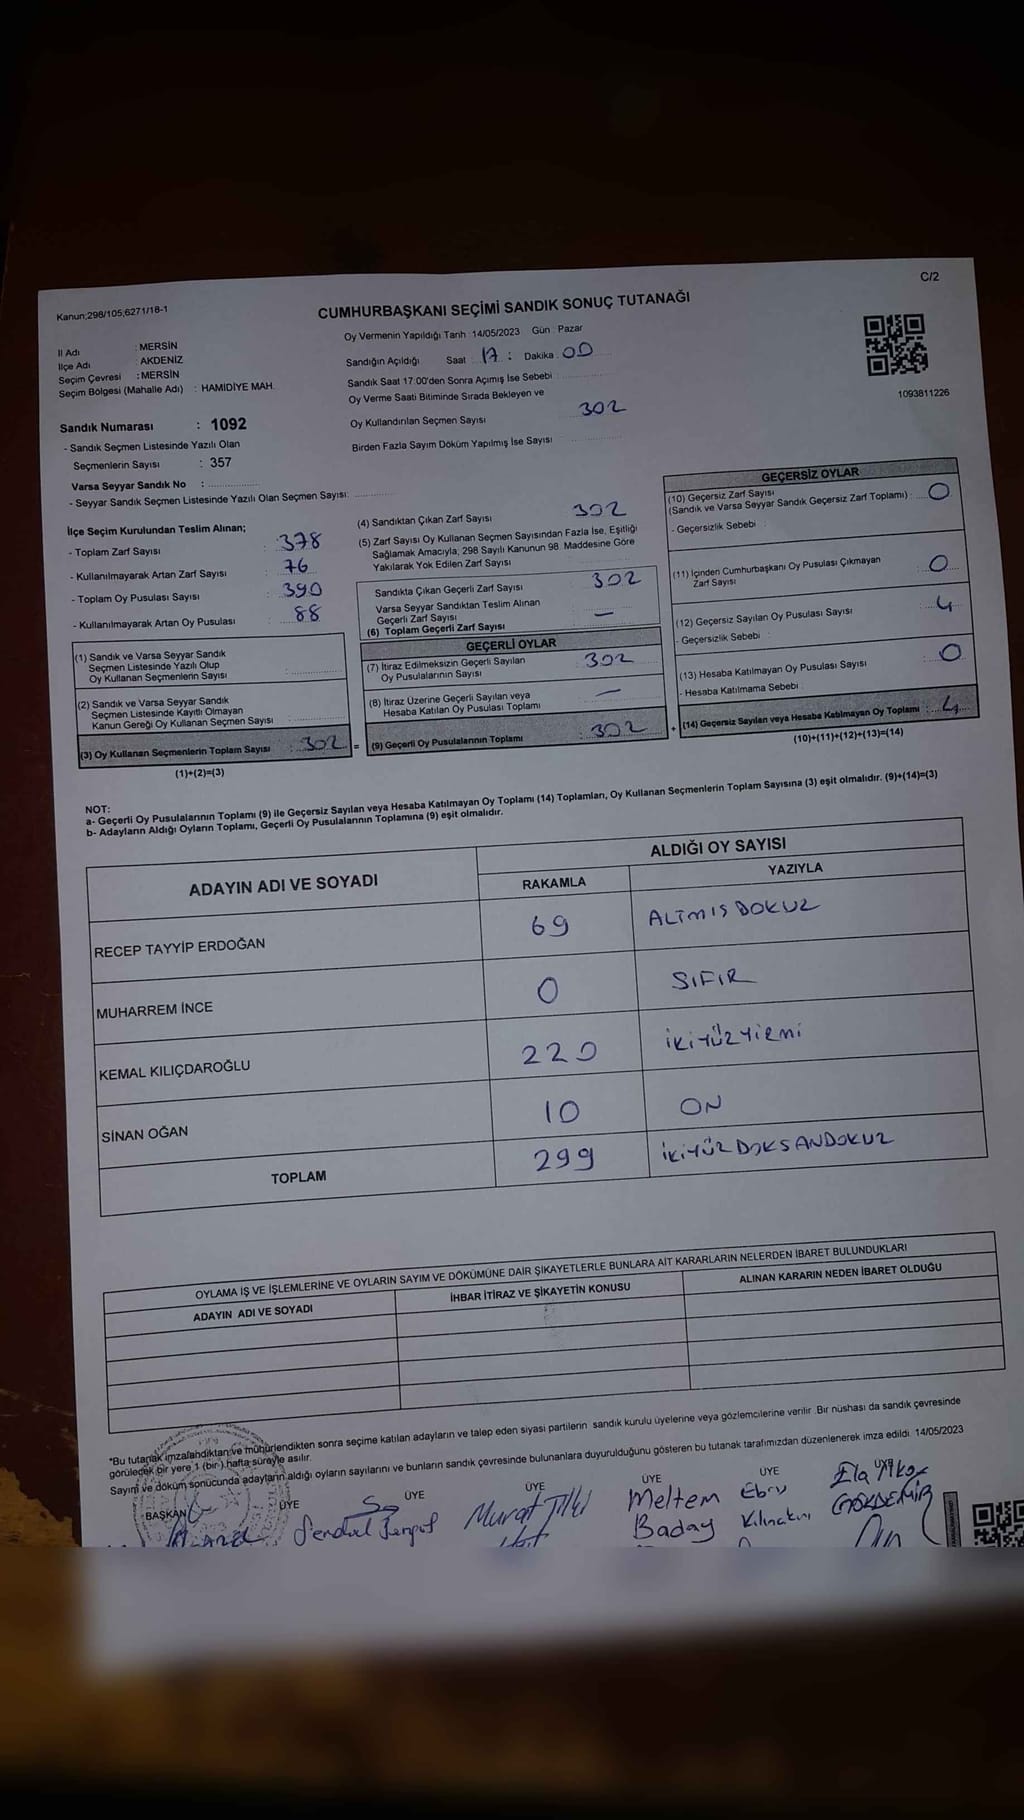 C/2
Kanun;298/105;6271/18-1
CUMHURBAŞKANI SEÇİMİ SANDIK SONUÇ TUTANAĞI
İl Adı : MERSİN
İlçe Adı : AKDENİZ
Seçim Çevresi : MERSİN
Seçim Bölgesi (Mahalle Adı) : HAMİDİYE MAH.
Oy Vermenin Yapıldığı Tarih :14/05/2023 Gün : Pazar
Sandığın Açıldığı Saat : 17 : Dakika : 00
Sandık Saat 17.00'den Sonra Açımış İse Sebebi
Oy Verme Saati Bitiminde Sırada Bekleyen ve
Oy Kullandırılan Seçmen Sayısı 302
Birden Fazla Sayım Döküm Yapılmış İse Sayısı
1093811226
Sandık Numarası : 1092
- Sandık Seçmen Listesinde Yazılı Olan
Seçmenlerin Sayısı : 357
Varsa Seyyar Sandık No :
- Seyyar Sandık Seçmen Listesinde Yazılı Olan Seçmen Sayısı:
İlçe Seçim Kurulundan Teslim Alınan;
- Toplam Zarf Sayısı : 378
- Kullanılmayarak Artan Zarf Sayısı : 76
- Toplam Oy Pusulası Sayısı : 390
- Kullanılmayarak Artan Oy Pusulası : 88
(1) Sandık ve Varsa Seyyar Sandık
Seçmen Listesinde Yazılı Olup
Oy Kullanan Seçmenlerin Sayısı :
(2) Sandık ve Varsa Seyyar Sandık
Seçmen Listesinde Kayıtlı Olmayan
Kanun Gereği Oy Kullanan Seçmen Sayısı :
(3) Oy Kullanan Seçmenlerin Toplam Sayısı : 302
(1)+(2)=(3)
(4) Sandıktan Çıkan Zarf Sayısı 302
(5) Zarf Sayısı Oy Kullanan Seçmen Sayısından Fazla İse, Eşitliği
Sağlamak Amacıyla; 298 Sayılı Kanunun 98. Maddesine Göre
Yakılarak Yok Edilen Zarf Sayısı
Sandıkta Çıkan Geçerli Zarf Sayısı 302
Varsa Seyyar Sandıktan Teslim Alınan
Geçerli Zarf Sayısı —
(6) Toplam Geçerli Zarf Sayısı
=
GEÇERLİ OYLAR
(7) İtiraz Edilmeksizin Geçerli Sayılan
Oy Pusulalarının Sayısı 302
(8) İtiraz Üzerine Geçerli Sayılan veya
Hesaba Katılan Oy Pusulası Toplamı —
(9) Geçerli Oy Pusulalarının Toplamı : 302
+
GEÇERSİZ OYLAR
(10) Geçersiz Zarf Sayısı
(Sandık ve Varsa Seyyar Sandık Geçersiz Zarf Toplamı) : 0
- Geçersizlik Sebebi :
(11) İçinden Cumhurbaşkanı Oy Pusulası Çıkmayan
Zarf Sayısı 0
(12) Geçersiz Sayılan Oy Pusulası Sayısı 4
- Geçersizlik Sebebi :
(13) Hesaba Katılmayan Oy Pusulası Sayısı 0
- Hesaba Katılmama Sebebi :
(14) Geçersiz Sayılan veya Hesaba Katılmayan Oy Toplamı : 4
(10)+(11)+(12)+(13)=(14)
NOT:
a- Geçerli Oy Pusulalarının Toplamı (9) ile Geçersiz Sayılan veya Hesaba Katılmayan Oy Toplamı (14) Toplamları, Oy Kullanan Seçmenlerin Toplam Sayısına (3) eşit olmalıdır. (9)+(14)=(3)
b- Adayların Aldığı Oyların Toplamı, Geçerli Oy Pusulalarının Toplamına (9) eşit olmalıdır.
ADAYIN ADI VE SOYADI
ALDIĞI OY SAYISI
RAKAMLA YAZIYLA
RECEP TAYYİP ERDOĞAN 69 ALTMIŞ DOKUZ
MUHARREM İNCE 0 SIFIR
KEMAL KILIÇDAROĞLU 220 İKİYÜZYİRMİ
SİNAN OĞAN 10 ON
TOPLAM 299 İKİYÜZDOKSANDOKUZ
OYLAMA İŞ VE İŞLEMLERİNE VE OYLARIN SAYIM VE DÖKÜMÜNE DAİR ŞİKAYETLERLE BUNLARA AİT KARARLARIN NELERDEN İBARET BULUNDUKLARI
ADAYIN ADI VE SOYADI İHBAR İTİRAZ VE ŞİKAYETİN KONUSU ALINAN KARARIN NEDEN İBARET OLDUĞU
*Bu tutanak imzalandıktan ve mühürlendikten sonra seçime katılan adayların ve talep eden siyasi partilerin sandık kurulu üyelerine veya gözlemcilerine verilir. Bir nüshası da sandık çevresinde
görülecek bir yere 1 (bir) hafta süreyle asılır.
Sayım ve döküm sonucunda adayların aldığı oyların sayılarını ve bunların sandık çevresinde bulunanlara duyurulduğunu gösteren bu tutanak tarafımızdan düzenlenerek imza edildi. 14/05/2023
BAŞKAN ÜYE ÜYE ÜYE ÜYE ÜYE ÜYE
Murat
Meltem
Baday
Ebru
Ela
GÖKDEMİR